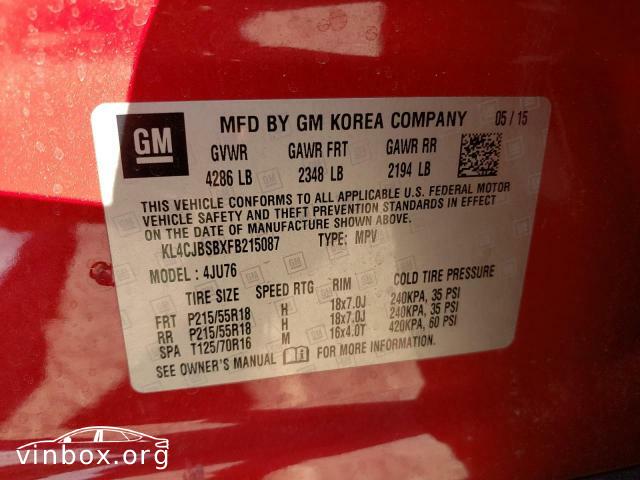 GM
MFD BY GM KOREA COMPANY 05 / 15
GVWR GAWR FRT GAWR RR
4286 LB 2348 LB 2194 LB
THIS VEHICLE CONFORMS TO ALL APPLICABLE U.S. FEDERAL MOTOR
VEHICLE SAFETY AND THEFT PREVENTION STANDARDS IN EFFECT
ON THE DATE OF MANUFACTURE SHOWN ABOVE.
KL4CJBSBXFB215087 TYPE: MPV
MODEL : 4JU76
TIRE SIZE SPEED RTG RIM COLD TIRE PRESSURE
FRT P215/55R18 H 18x7.0J 240KPA, 35 PSI
RR P215/55R18 H 18x7.0J 240KPA, 35 PSI
SPA T125/70R16 M 16x4.0T 420KPA, 60 PSI
SEE OWNER'S MANUAL FOR MORE INFORMATION.
vinbox.org